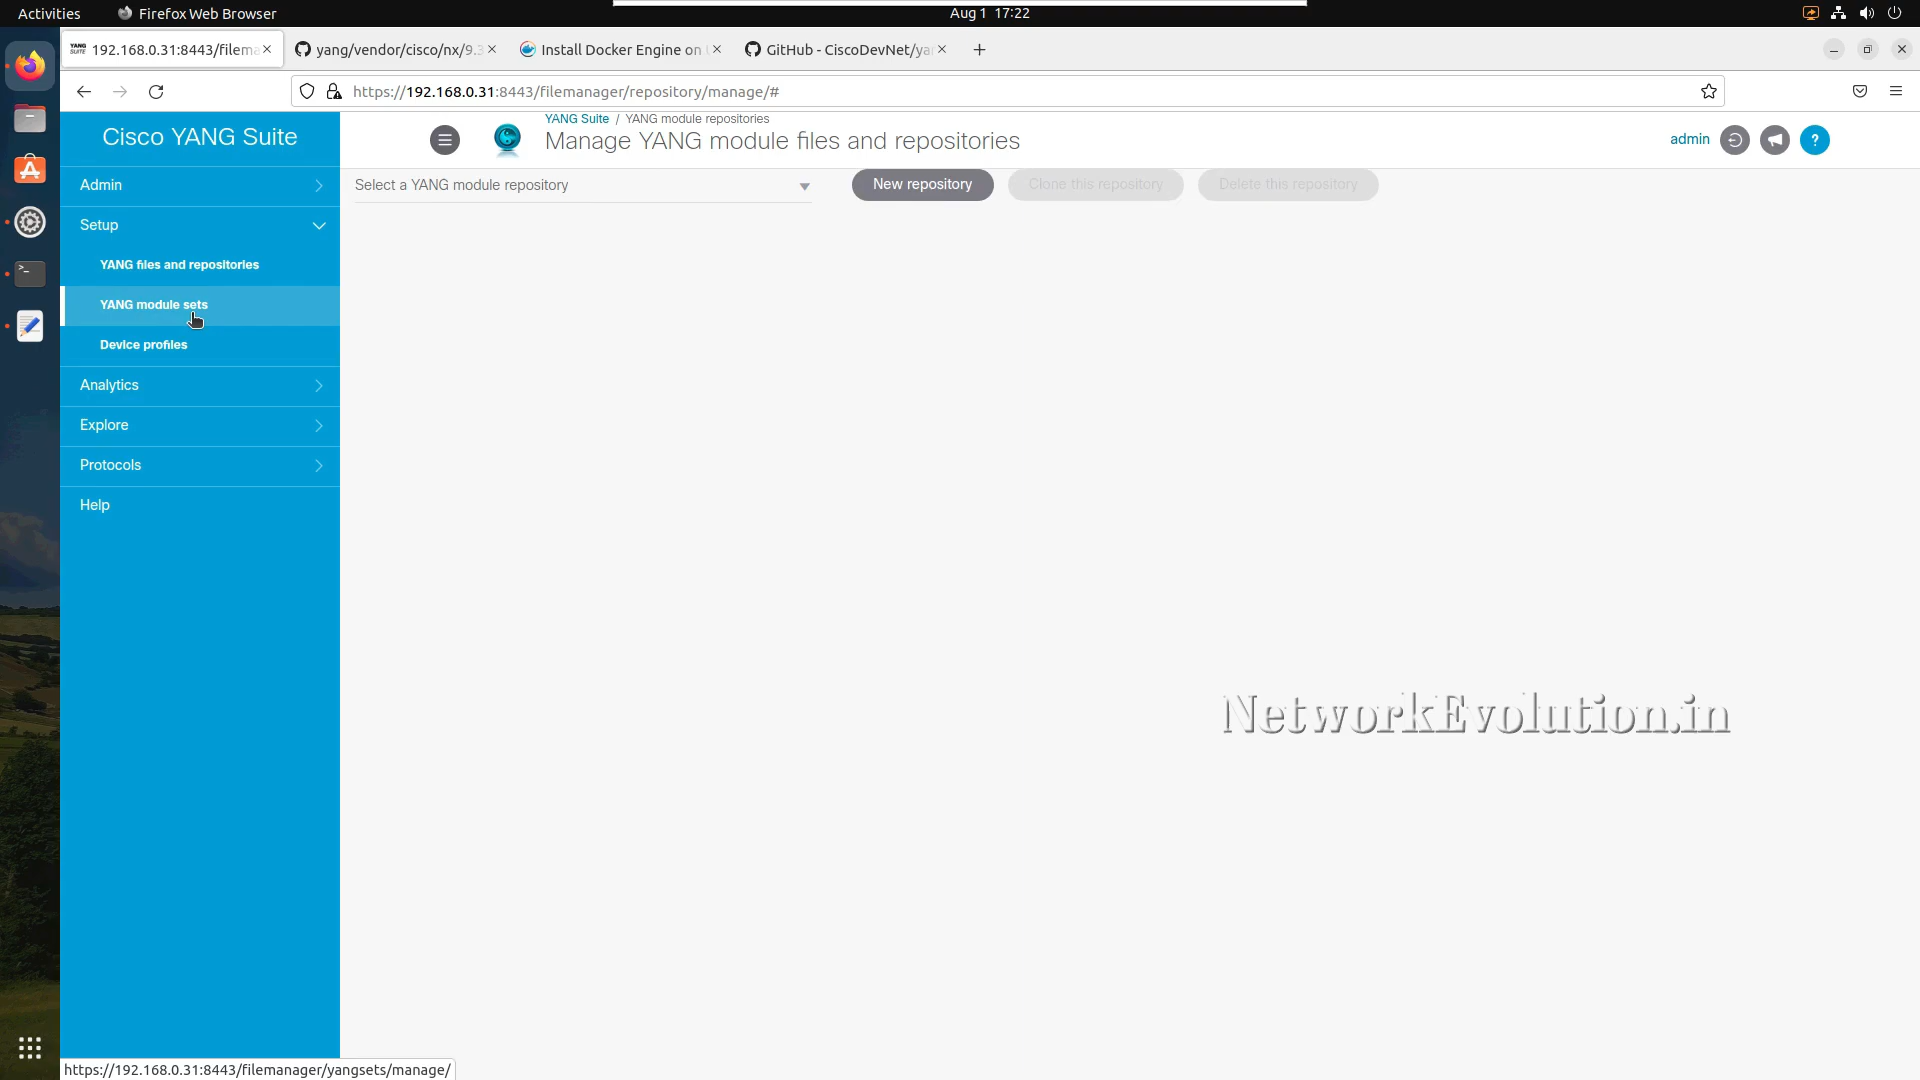 Activities
Firefox Web Browser
Aug 1 17:22
YANG SUITE
192.168.0.31:8443/filema
yang/vendor/cisco/nx/9.3
Install Docker Engine on
GitHub - CiscoDevNet/yan
https://192.168.0.31:8443/filemanager/repository/manage/#
Cisco YANG Suite
YANG Suite / YANG module repositories
Manage YANG module files and repositories
admin
?
Admin
Select a YANG module repository
New repository
Clone this repository
Delete this repository
Setup
YANG files and repositories
YANG module sets
Device profiles
Analytics
Explore
Protocols
Help
NetworkEvolution.in
https://192.168.0.31:8443/filemanager/yangsets/manage/